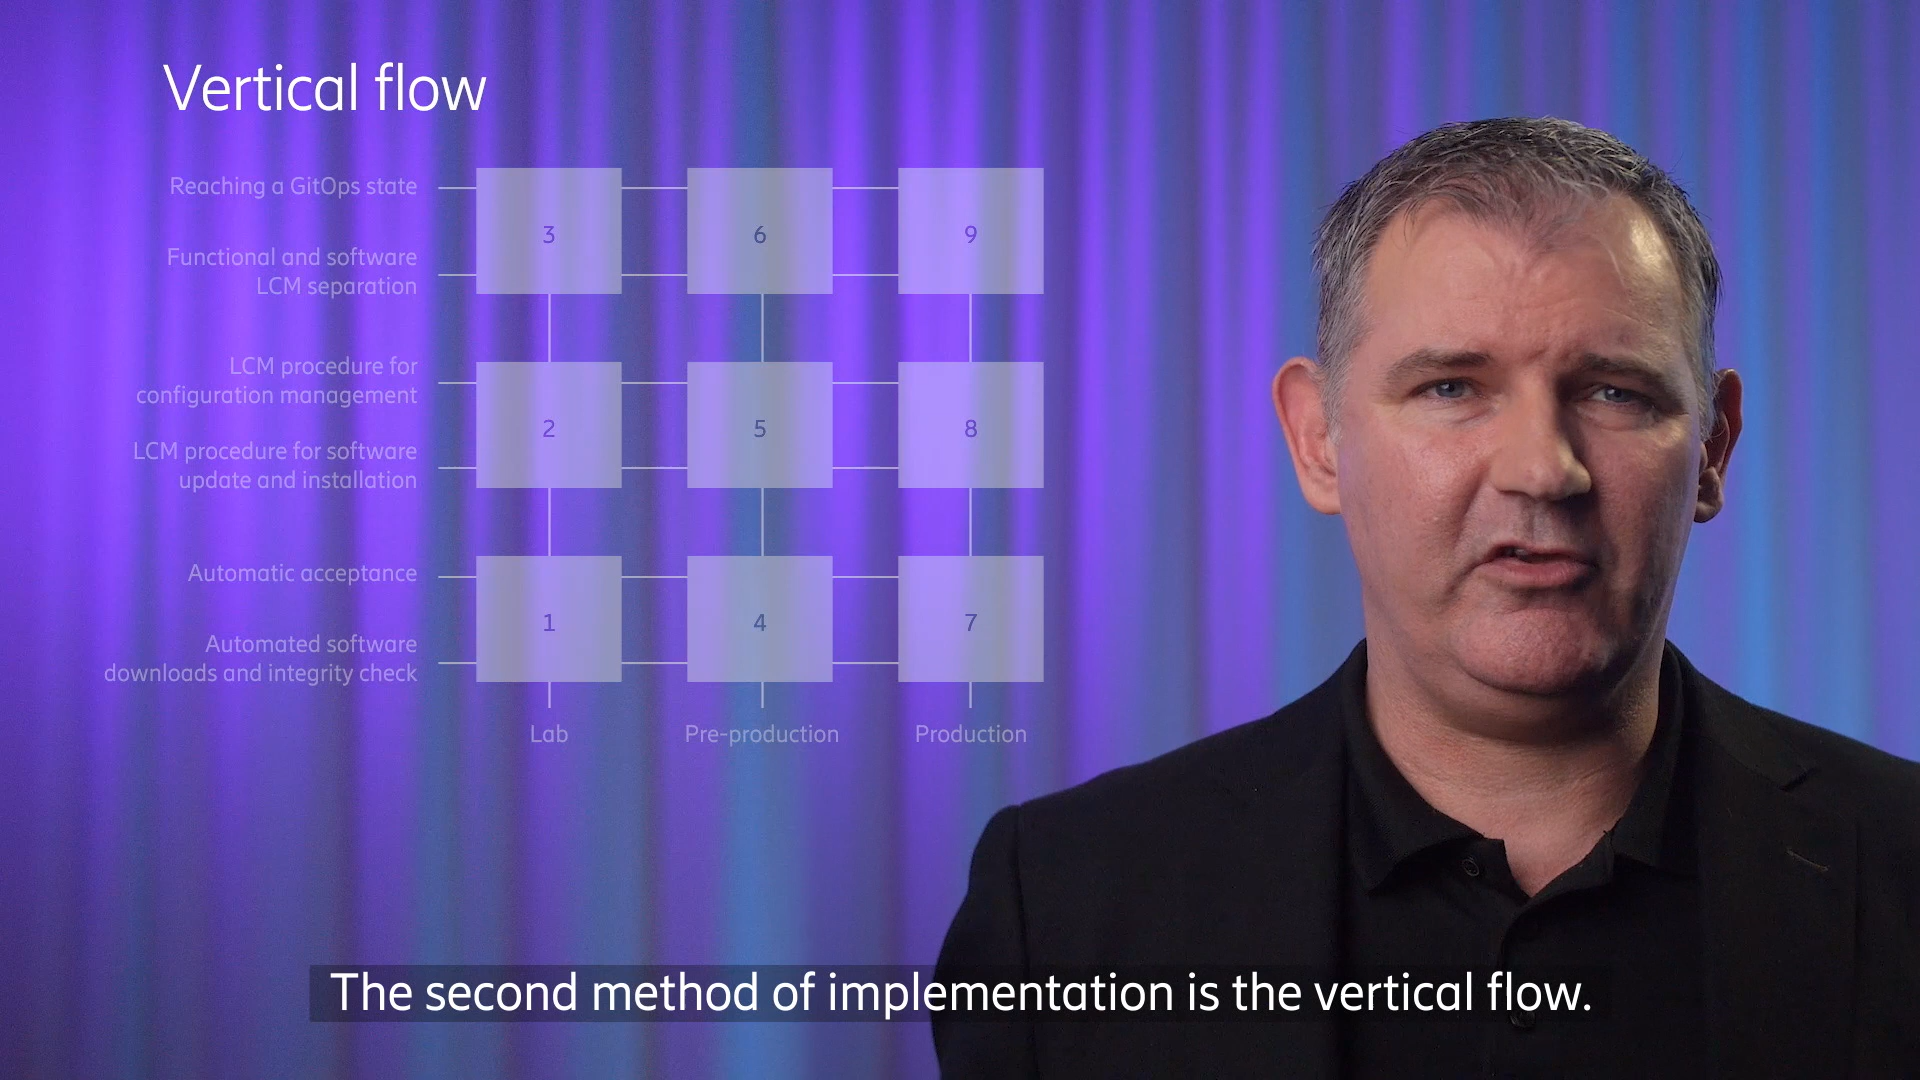 Vertical flow
Reaching a GitOps state
Functional and software
LCM separation
3
6
9
LCM procedure for
configuration management
LCM procedure for software
update and installation
2
5
8
Automatic acceptance
Automated software
downloads and integrity check
1
4
7
Lab
Pre-production
Production
The second method of implementation is the vertical flow.